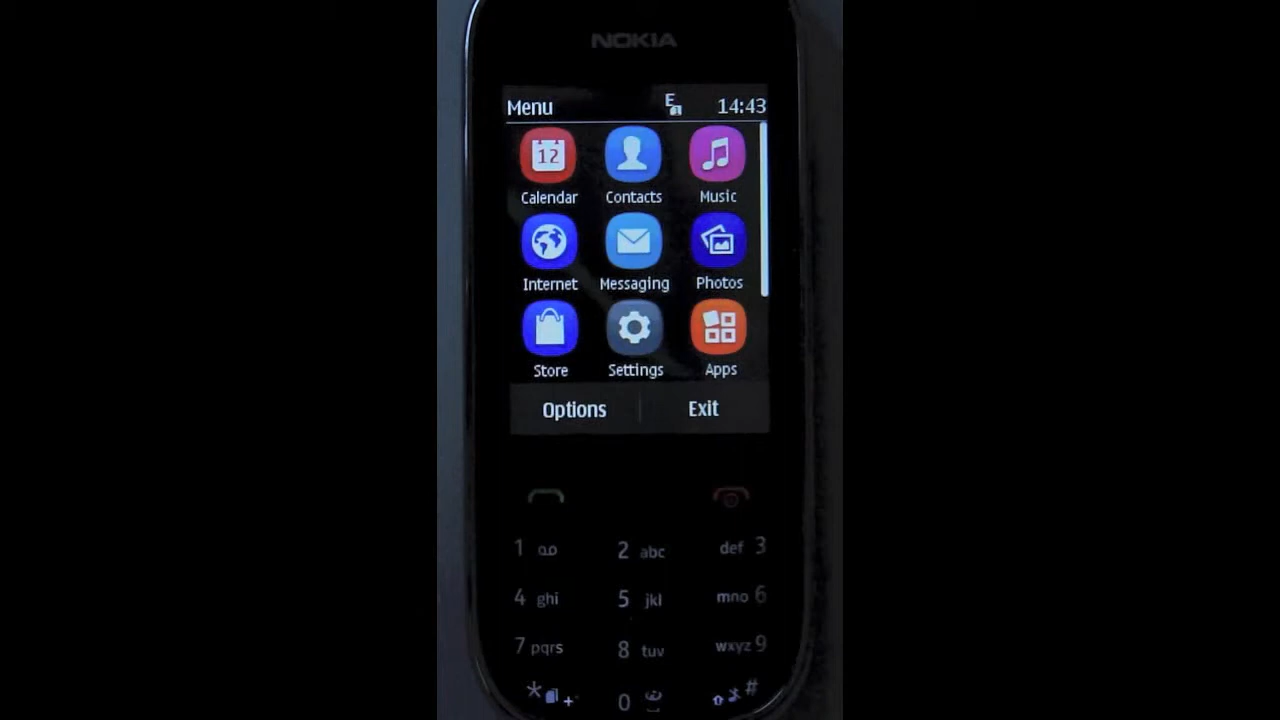 NOKIA
Menu E 1 14:43
12
Calendar Contacts Music
Internet Messaging Photos
Store Settings Apps
Options Exit
1 2 abc def 3
4 ghi 5 jkl mno 6
7 pqrs 8 tuv wxyz 9
* + 0 #